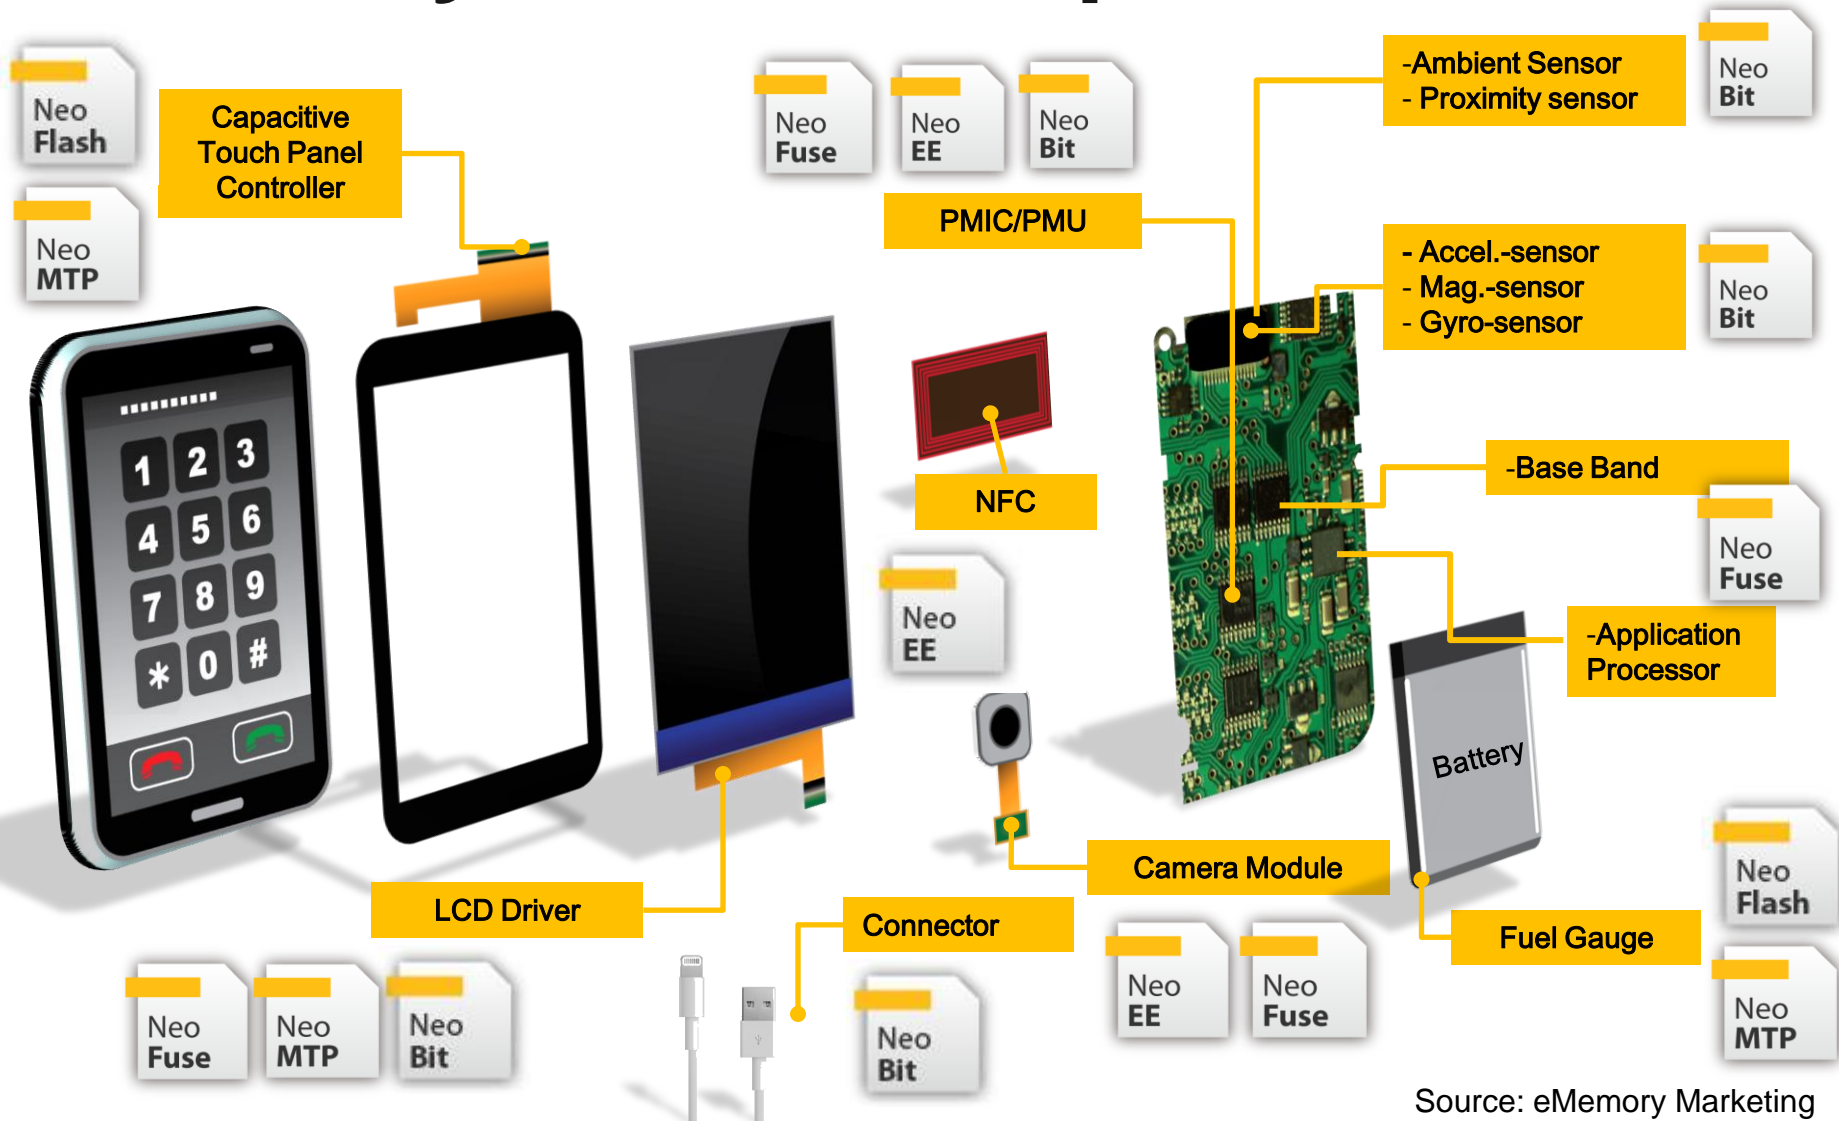 Neo
Flash
Neo
MTP
Capacitive
Touch Panel
Controller
Neo
Fuse
Neo
EE
Neo
Bit
PMIC/PMU
-Ambient Sensor
- Proximity sensor
Neo
Bit
- Accel.-sensor
- Mag.-sensor
- Gyro-sensor
Neo
Bit
1 2 3
4 5 6
7 8 9
* 0 #
NFC
Neo
EE
-Base Band
Neo
Fuse
-Application
Processor
Battery
Camera Module
Neo
EE
Neo
Fuse
LCD Driver
Neo
Fuse
Neo
MTP
Neo
Bit
Connector
Neo
Bit
Fuel Gauge
Neo
Flash
Neo
MTP
Source: eMemory Marketing